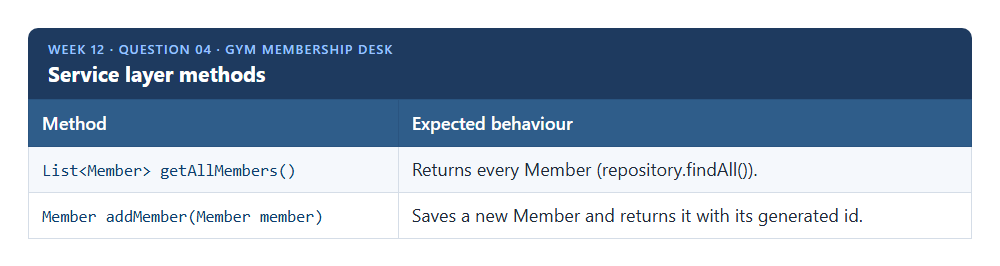 WEEK 12 · QUESTION 04 · GYM MEMBERSHIP DESK
Service layer methods
Method Expected behaviour
List<Member> getAllMembers() Returns every Member (repository.findAll()).
Member addMember(Member member) Saves a new Member and returns it with its generated id.